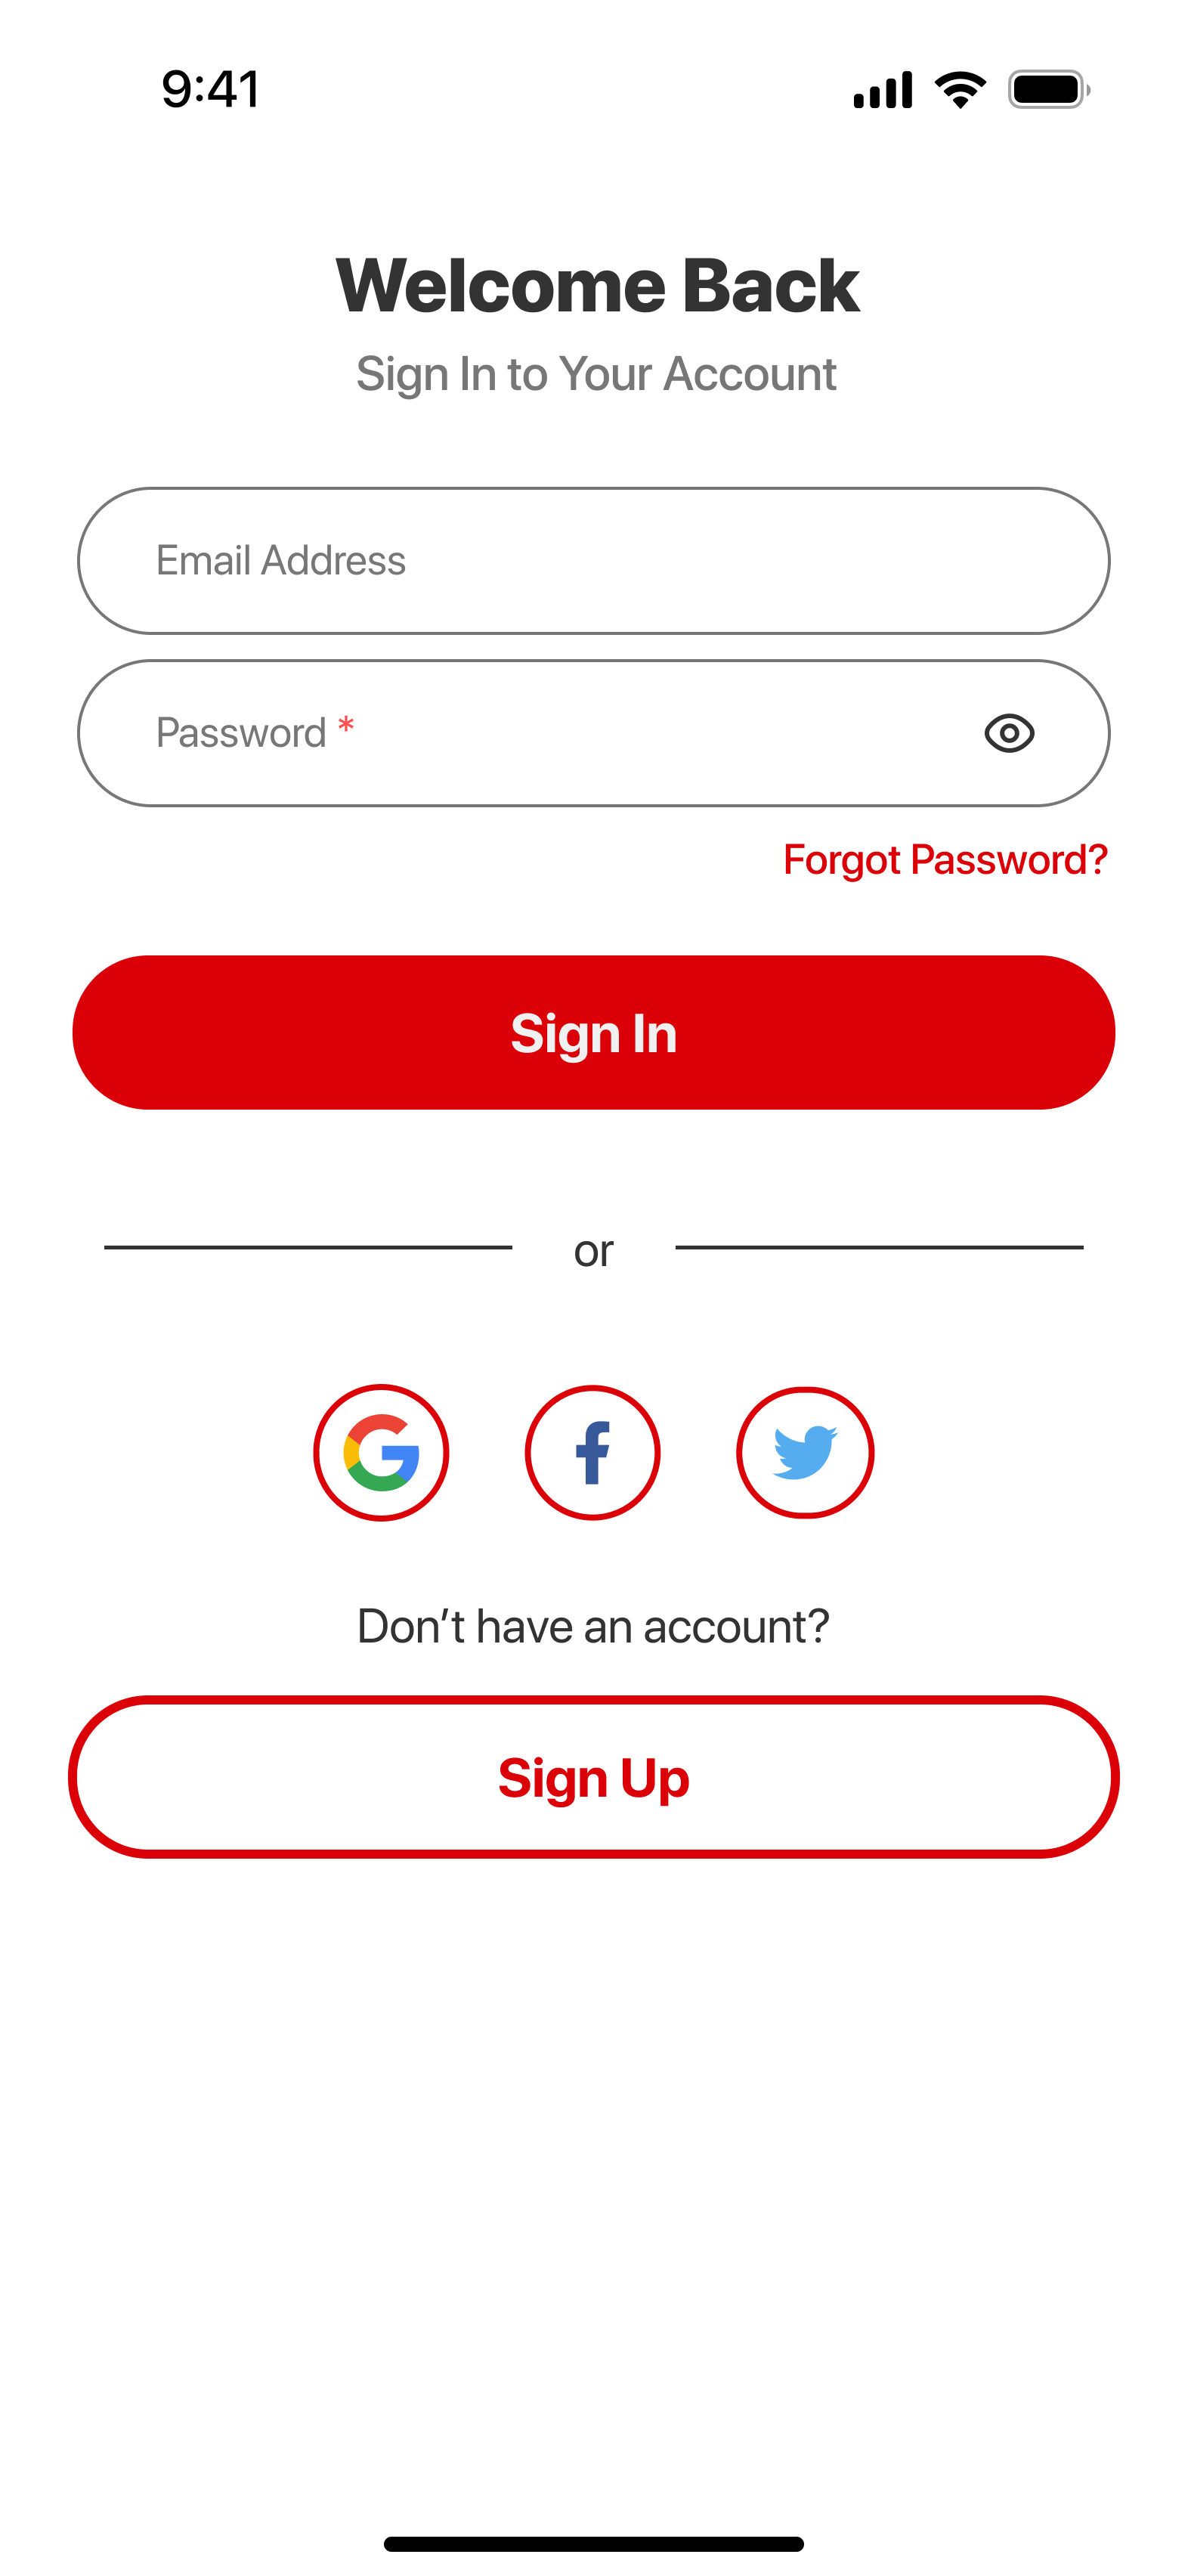 9:41
Welcome Back
Sign In to Your Account
Email Address
Password *
Forgot Password?
Sign In
or
Don’t have an account?
Sign Up